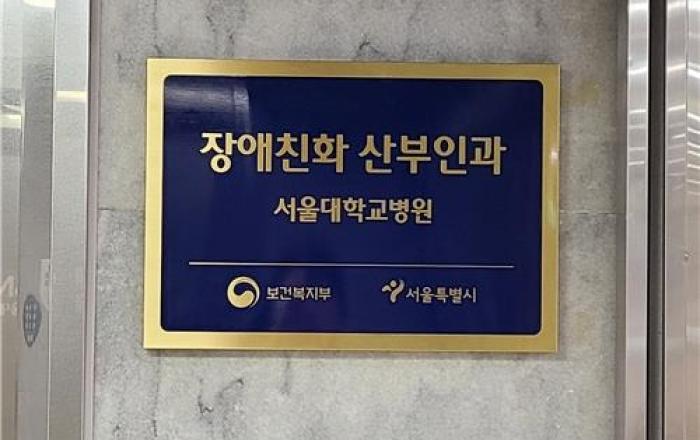 장애친화 산부인과
서울대학교병원
보건복지부 서울특별시